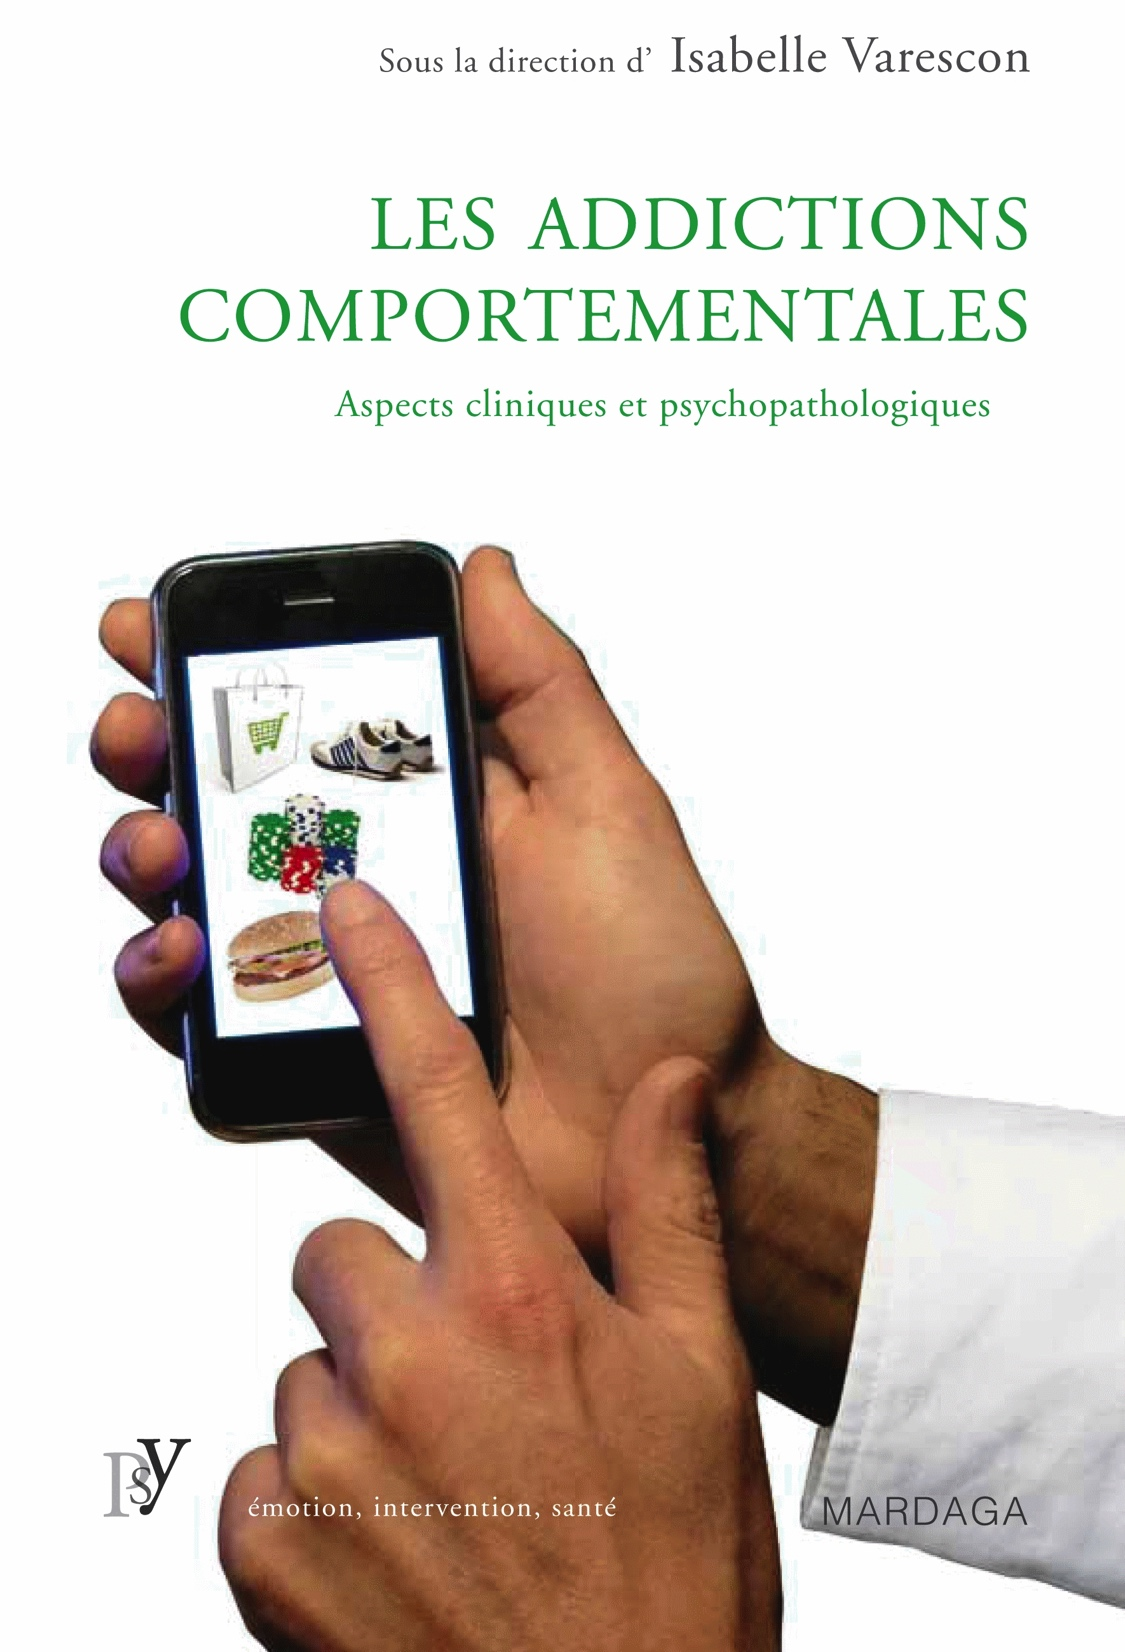 Sous la direction d’ Isabelle Varescon
LES ADDICTIONS
COMPORTEMENTALES
Aspects cliniques et psychopathologiques
Psy
émotion, intervention, santé
MARDAGA